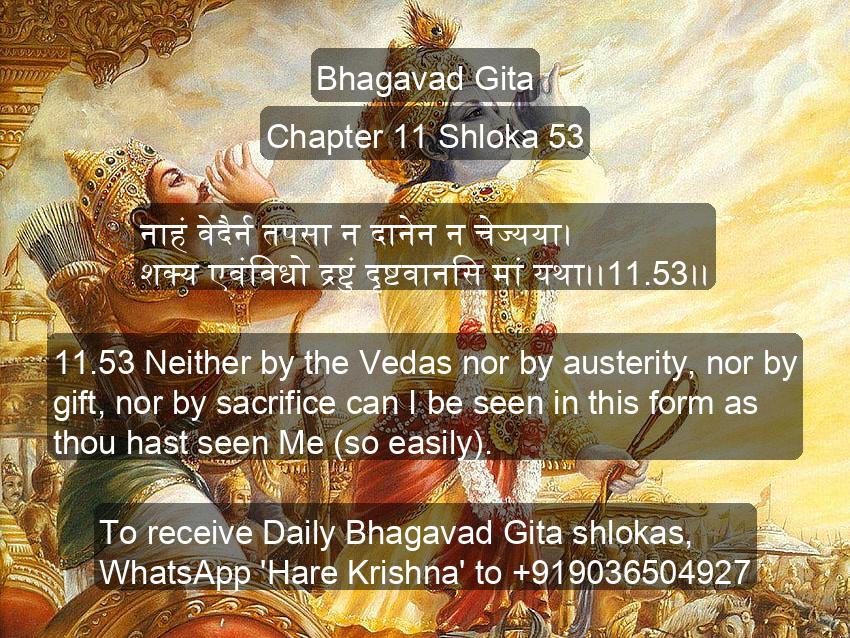 Bhagavad Gita
Chapter 11 Shloka 53
नाहं वेदैर्न तपसा न दानेन न चेज्यया।
शक्य एवंविधो द्रष्टुं दृष्टवानसि मां यथा।।11.53।।
11.53 Neither by the Vedas nor by austerity, nor by
gift, nor by sacrifice can I be seen in this form as
thou hast seen Me (so easily).
To receive Daily Bhagavad Gita shlokas,
WhatsApp 'Hare Krishna' to +919036504927